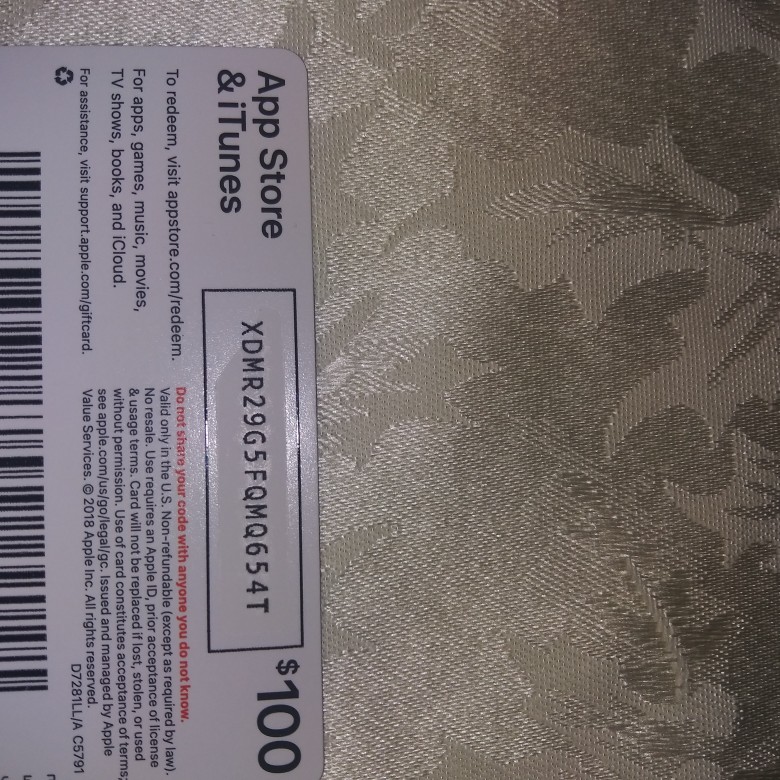 App Store
& iTunes
$100
XDMR29G5FQMQ654T
To redeem, visit appstore.com/redeem.
For apps, games, music, movies,
TV shows, books, and iCloud.
For assistance, visit support.apple.com/giftcard.
Do not share your code with anyone you do not know.
Valid only in the U.S. Non-refundable (except as required by law).
No resale. Use requires an Apple ID, prior acceptance of license
& usage terms. Card will not be replaced if lost, stolen, or used
without permission. Use of card constitutes acceptance of terms;
see apple.com/us/go/legal/gc. Issued and managed by Apple
Value Services. © 2018 Apple Inc. All rights reserved.
D7281LL/A C5791